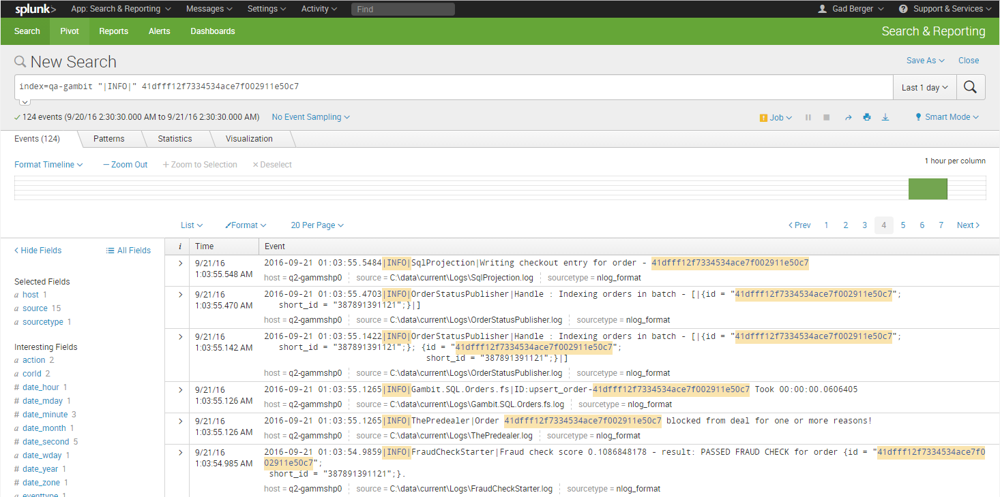 splunk> App: Search & Reporting Messages Settings Activity Find Gad Berger Support & Services
Search Pivot Reports Alerts Dashboards Search & Reporting
New Search Save As Close
index=qa-gambit "|INFO|" 41dfff12f7334534ace7f002911e50c7 Last 1 day
124 events (9/20/16 2:30:30.000 AM to 9/21/16 2:30:30.000 AM) No Event Sampling Job Smart Mode
Events (124) Patterns Statistics Visualization
Format Timeline — Zoom Out + Zoom to Selection × Deselect 1 hour per column
List Format 20 Per Page < Prev 1 2 3 4 5 6 7 Next >
< Hide Fields All Fields
i Time Event
Selected Fields
a host 1
a source 15
a sourcetype 1
Interesting Fields
a action 2
a corId 2
# date_hour 1
# date_mday 1
# date_minute 3
a date_month 1
# date_second 5
a date_wday 1
# date_year 1
# date_zone 1
a eventtype 1
> 9/21/16
1:03:55.548 AM
2016-09-21 01:03:55.5484|INFO|SqlProjection|Writing checkout entry for order - 41dfff12f7334534ace7f002911e50c7
host = q2-gammshp0 source = C:\data\current\Logs\SqlProjection.log sourcetype = nlog_format
> 9/21/16
1:03:55.470 AM
2016-09-21 01:03:55.4703|INFO|OrderStatusPublisher|Handle : Indexing orders in batch - [|{id = "41dfff12f7334534ace7f002911e50c7";
short_id = "387891391121";}|]
host = q2-gammshp0 source = C:\data\current\Logs\OrderStatusPublisher.log sourcetype = nlog_format
> 9/21/16
1:03:55.142 AM
2016-09-21 01:03:55.1422|INFO|OrderStatusPublisher|Handle : Indexing orders in batch - [|{id = "41dfff12f7334534ace7f002911e50c7";
short_id = "387891391121";}; {id = "41dfff12f7334534ace7f002911e50c7";
short_id = "387891391121";}|]
host = q2-gammshp0 source = C:\data\current\Logs\OrderStatusPublisher.log sourcetype = nlog_format
> 9/21/16
1:03:55.126 AM
2016-09-21 01:03:55.1265|INFO|Gambit.SQL.Orders.fs|ID:upsert_order-41dfff12f7334534ace7f002911e50c7 Took 00:00:00.0606405
host = q2-gammshp0 source = C:\data\current\Logs\Gambit.SQL.Orders.fs.log sourcetype = nlog_format
> 9/21/16
1:03:55.126 AM
2016-09-21 01:03:55.1265|INFO|ThePredealer|Order 41dfff12f7334534ace7f002911e50c7 blocked from deal for one or more reasons!
host = q2-gammshp0 source = C:\data\current\Logs\ThePredealer.log sourcetype = nlog_format
> 9/21/16
1:03:54.985 AM
2016-09-21 01:03:54.9859|INFO|FraudCheckStarter|Fraud check score 0.1086848178 - result: PASSED FRAUD CHECK for order {id = "41dfff12f7334534ace7f0
02911e50c7";
short_id = "387891391121";}.
host = q2-gammshp0 source = C:\data\current\Logs\FraudCheckStarter.log sourcetype = nlog_format